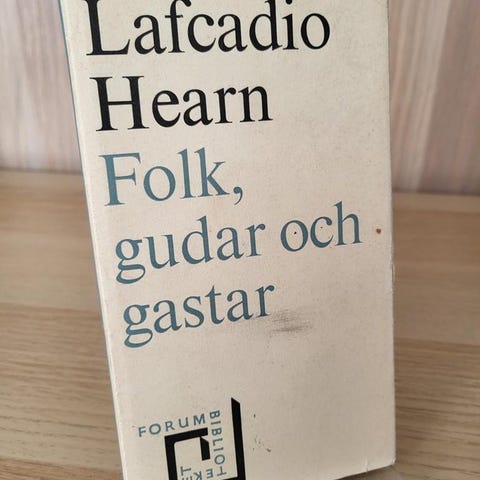 Lafcadio
Hearn
Folk,
gudar och
gastar
FORUM
BIBLIOTEKET